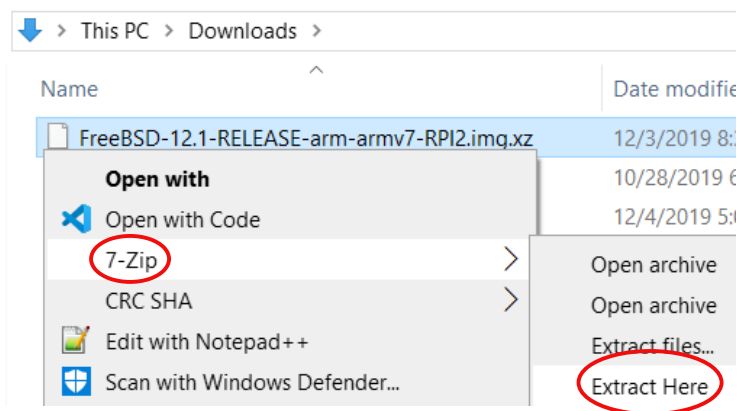 This PC > Downloads >
Name Date modifie
FreeBSD-12.1-RELEASE-arm-armv7-RPI2.img.xz 12/3/2019 8:
Open with 10/28/2019 6
Open with Code 12/4/2019 5:
7-Zip
Open archive
CRC SHA
Open archive
Edit with Notepad++
Extract files...
Scan with Windows Defender...
Extract Here